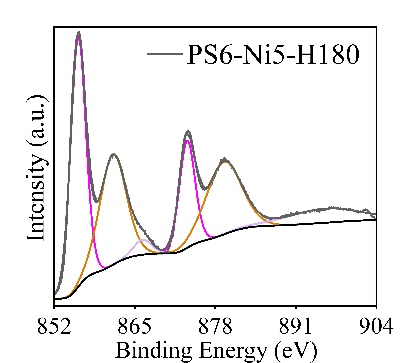 PS6-Ni5-H180
Intensity (a.u.)
852 865 878 891 904
Binding Energy (eV)